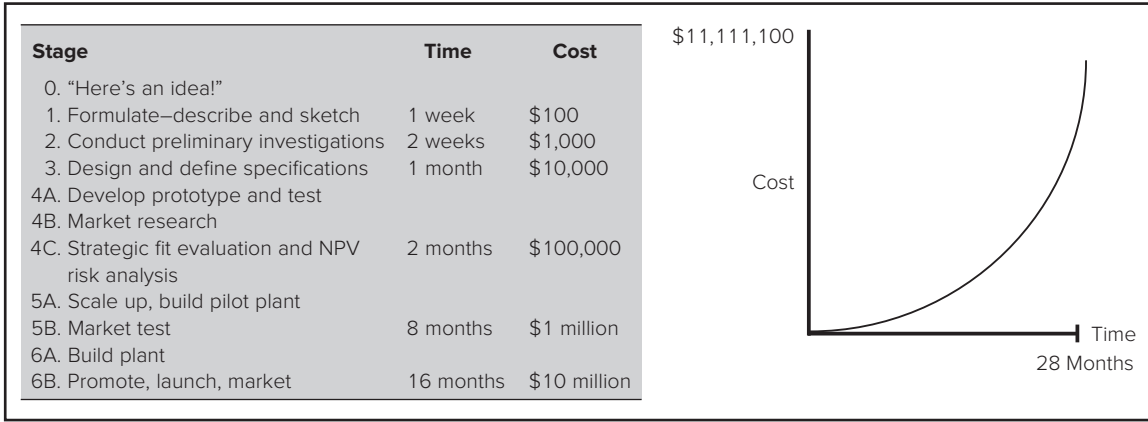 Stage Time Cost
0. “Here’s an idea!”
1. Formulate–describe and sketch 1 week $100
2. Conduct preliminary investigations 2 weeks $1,000
3. Design and define specifications 1 month $10,000
4A. Develop prototype and test
4B. Market research
4C. Strategic fit evaluation and NPV 2 months $100,000
risk analysis
5A. Scale up, build pilot plant
5B. Market test 8 months $1 million
6A. Build plant
6B. Promote, launch, market 16 months $10 million
$11,111,100
Cost
Time
28 Months